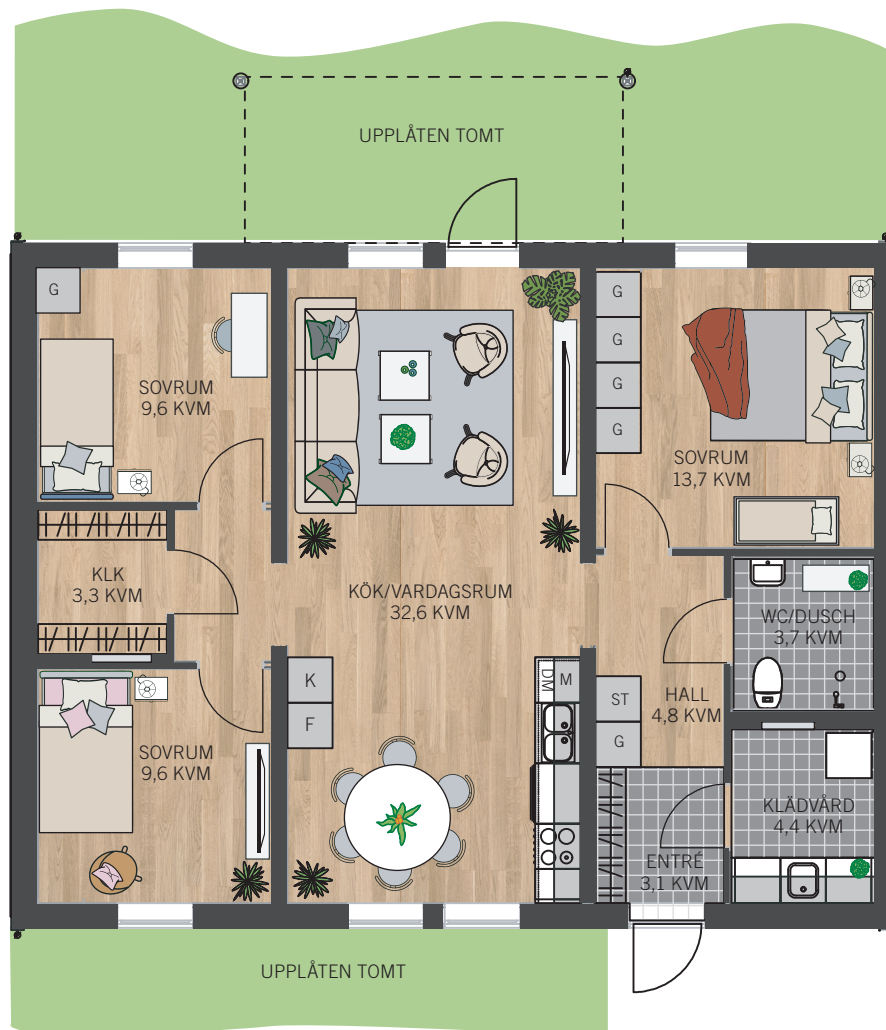 UPPLÅTEN TOMT
G
SOVRUM
9,6 KVM
G
G
G
G
SOVRUM
13,7 KVM
KLK
3,3 KVM
KÖK/VARDAGSRUM
32,6 KVM
WC/DUSCH
3,7 KVM
K
F
DM
M
ST
G
HALL
4,8 KVM
SOVRUM
9,6 KVM
KLÄDVÅRD
4,4 KVM
ENTRÉ
3,1 KVM
UPPLÅTEN TOMT